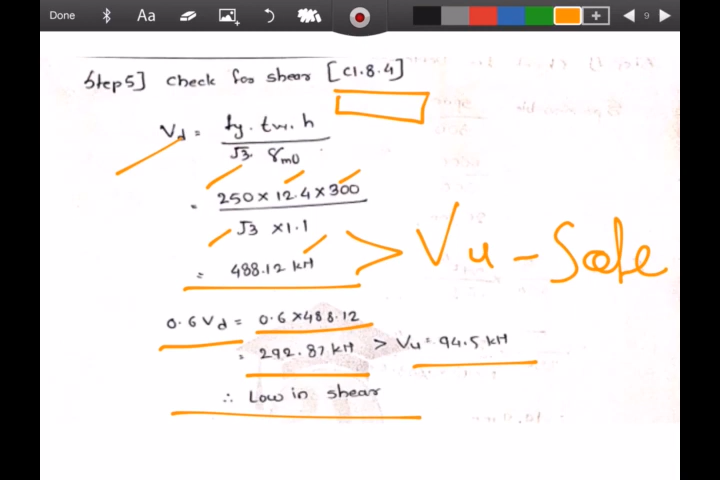 Done Aa 9
Step5] Check for shear [Cl.8.4]
Vd = fy.tw.h / √3. γm0
= 250 × 12.4 × 300 / √3 × 1.1
= 488.12 kN > Vu - Safe
0.6Vd = 0.6 × 488.12
= 292.87 kN > Vu = 94.5 kN
∴ Low in shear